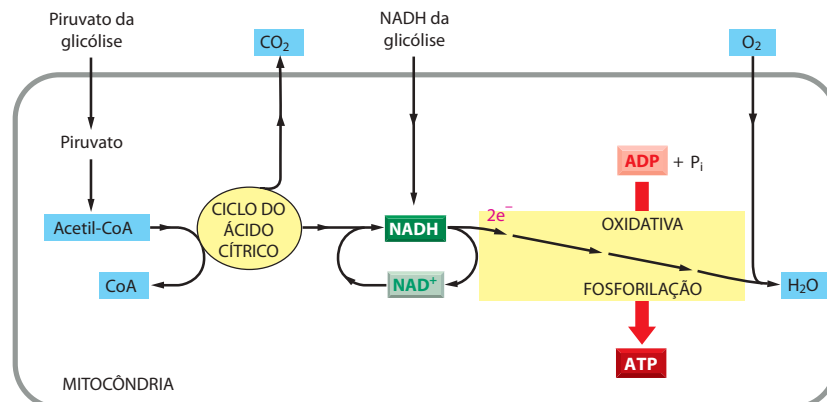 Piruvato da
glicólise
CO₂
NADH da
glicólise
O₂
Piruvato
ADP + Pᵢ
Acetil-CoA
CICLO DO
ÁCIDO
CÍTRICO
NADH
2e⁻
OXIDATIVA
CoA
NAD⁺
FOSFORILAÇÃO
H₂O
ATP
MITOCÔNDRIA